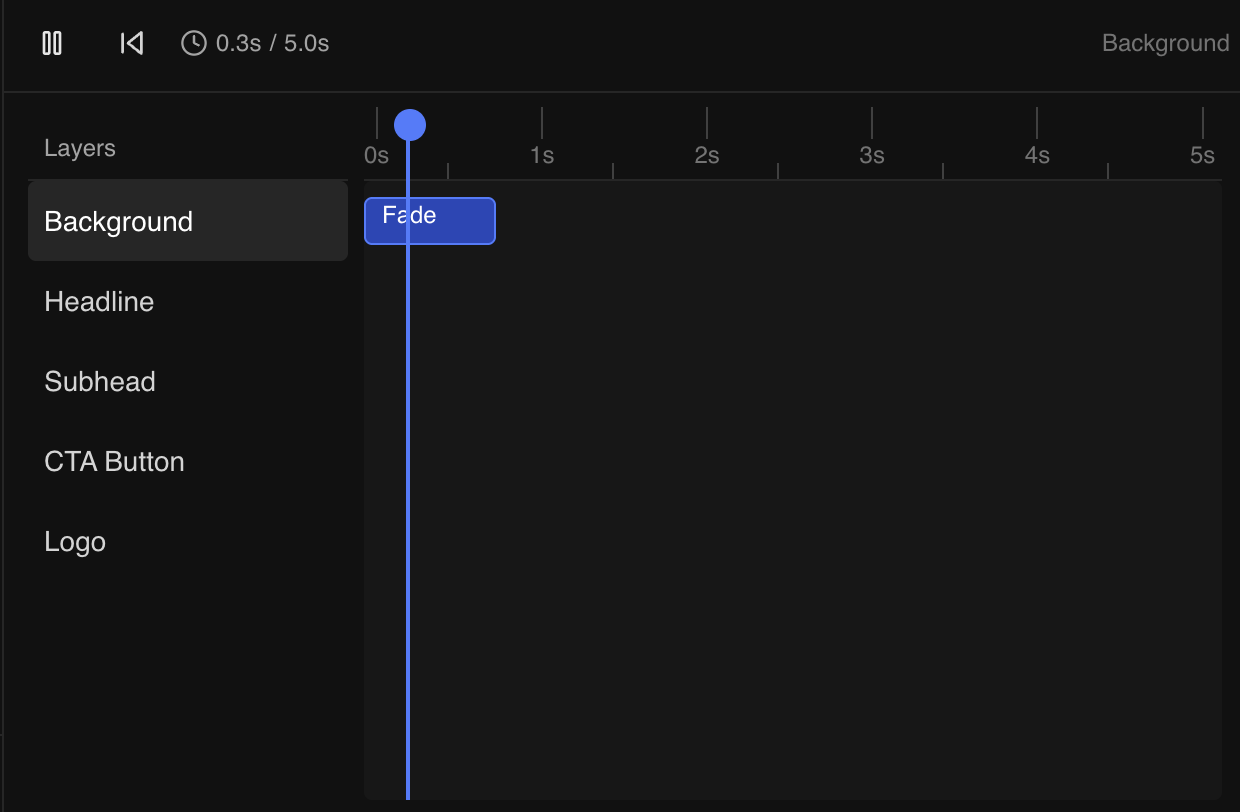 0.3s / 5.0s
Background
Layers
0s 1s 2s 3s 4s 5s
Background
Fade
Headline
Subhead
CTA Button
Logo